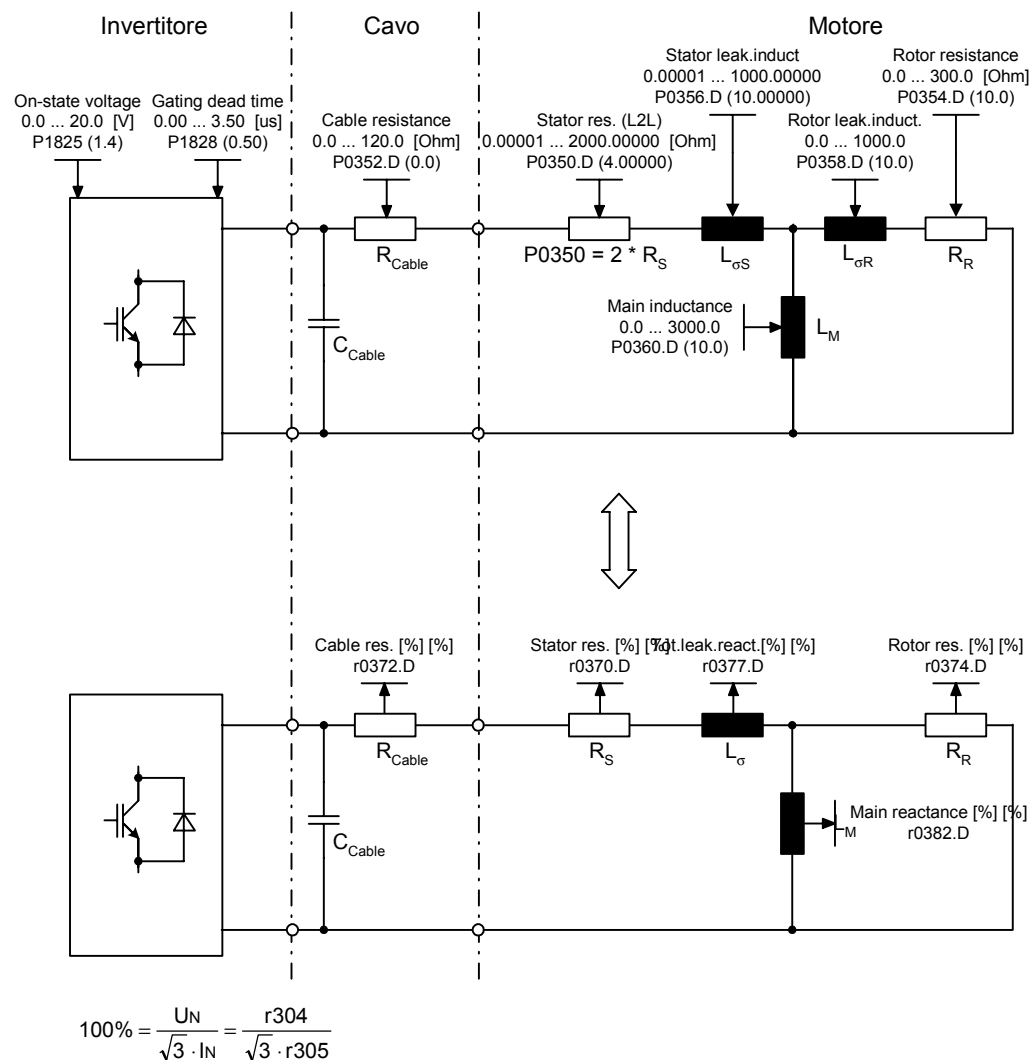 Invertitore
Cavo
Motore
On-state voltage
0.0 ... 20.0 [V]
P1825 (1.4)
Gating dead time
0.00 ... 3.50 [us]
P1828 (0.50)
Cable resistance
0.0 ... 120.0 [Ohm]
P0352.D (0.0)
Stator res. (L2L)
0.00001 ... 2000.00000 [Ohm]
P0350.D (4.00000)
Stator leak.induct
0.00001 ... 1000.00000
P0356.D (10.00000)
Rotor leak.induct.
0.0 ... 1000.0
P0358.D (10.0)
Rotor resistance
0.0 ... 300.0 [Ohm]
P0354.D (10.0)
R_Cable
P0350 = 2 * R_S
L_σS
L_σR
R_R
C_Cable
Main inductance
0.0 ... 3000.0
P0360.D (10.0)
L_M
Cable res. [%] [%]
r0372.D
Stator res. [%] [%]
r0370.D
Tot.leak.react.[%] [%]
r0377.D
Rotor res. [%] [%]
r0374.D
R_Cable
R_S
L_σ
R_R
C_Cable
L_M
Main reactance [%] [%]
r0382.D
100% = UN / (√3 · IN) = r304 / (√3 · r305)